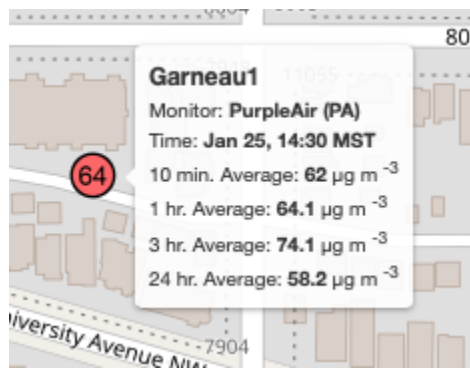 80
Garneau1
11055
Monitor: PurpleAir (PA)
Time: Jan 25, 14:30 MST
10 min. Average: 62 µg m -3
64
1 hr. Average: 64.1 µg m -3
3 hr. Average: 74.1 µg m -3
24 hr. Average: 58.2 µg m -3
iversity Avenue NW
7904